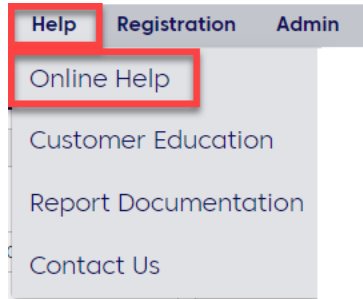 Help Registration Admin
Online Help
Customer Education
Report Documentation
Contact Us